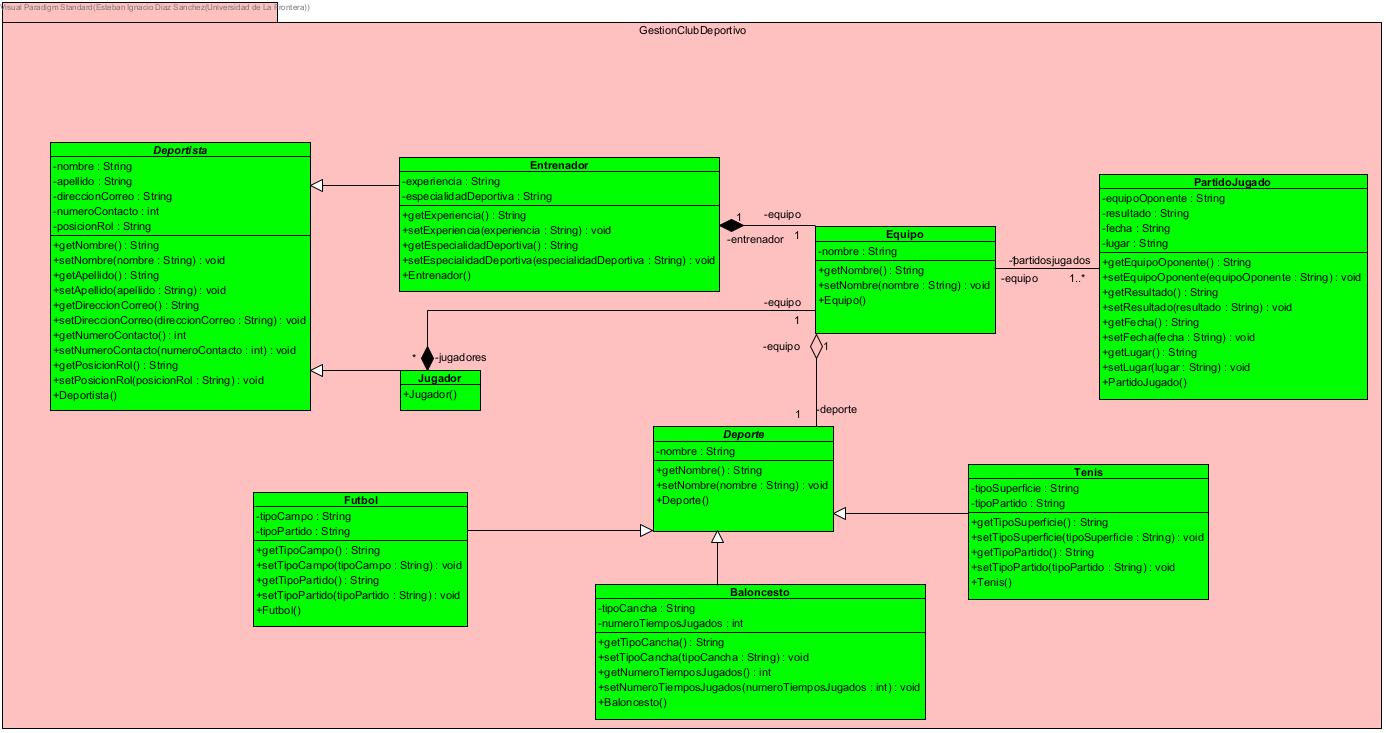 Visual Paradigm Standard(Esteban Ignacio Diaz Sanchez(Universidad de La Frontera))
GestionClubDeportivo
Deportista
-nombre : String
-apellido : String
-direccionCorreo : String
-numeroContacto : int
-posicionRol : String
+getNombre() : String
+setNombre(nombre : String) : void
+getApellido() : String
+setApellido(apellido : String) : void
+getDireccionCorreo() : String
+setDireccionCorreo(direccionCorreo : String) : void
+getNumeroContacto() : int
+setNumeroContacto(numeroContacto : int) : void
+getPosicionRol() : String
+setPosicionRol(posicionRol : String) : void
+Deportista()
Entrenador
-experiencia : String
-especialidadDeportiva : String
+getExperiencia() : String
+setExperiencia(experiencia : String) : void
+getEspecialidadDeportiva() : String
+setEspecialidadDeportiva(especialidadDeportiva : String) : void
+Entrenador()
1
-equipo
-entrenador
1
Equipo
-nombre : String
+getNombre() : String
+setNombre(nombre : String) : void
+Equipo()
-partidosjugados
-equipo
1..*
PartidoJugado
-equipoOponente : String
-resultado : String
-fecha : String
-lugar : String
+getEquipoOponente() : String
+setEquipoOponente(equipoOponente : String) : void
+getResultado() : String
+setResultado(resultado : String) : void
+getFecha() : String
+setFecha(fecha : String) : void
+getLugar() : String
+setLugar(lugar : String) : void
+PartidoJugado()
-equipo
1
*
-jugadores
Jugador
+Jugador()
-equipo
1
1
-deporte
Deporte
-nombre : String
+getNombre() : String
+setNombre(nombre : String) : void
+Deporte()
Futbol
-tipoCampo : String
-tipoPartido : String
+getTipoCampo() : String
+setTipoCampo(tipoCampo : String) : void
+getTipoPartido() : String
+setTipoPartido(tipoPartido : String) : void
+Futbol()
Tenis
-tipoSuperficie : String
-tipoPartido : String
+getTipoSuperficie() : String
+setTipoSuperficie(tipoSuperficie : String) : void
+getTipoPartido() : String
+setTipoPartido(tipoPartido : String) : void
+Tenis()
Baloncesto
-tipoCancha : String
-numeroTiemposJugados : int
+getTipoCancha() : String
+setTipoCancha(tipoCancha : String) : void
+getNumeroTiemposJugados() : int
+setNumeroTiemposJugados(numeroTiemposJugados : int) : void
+Baloncesto()